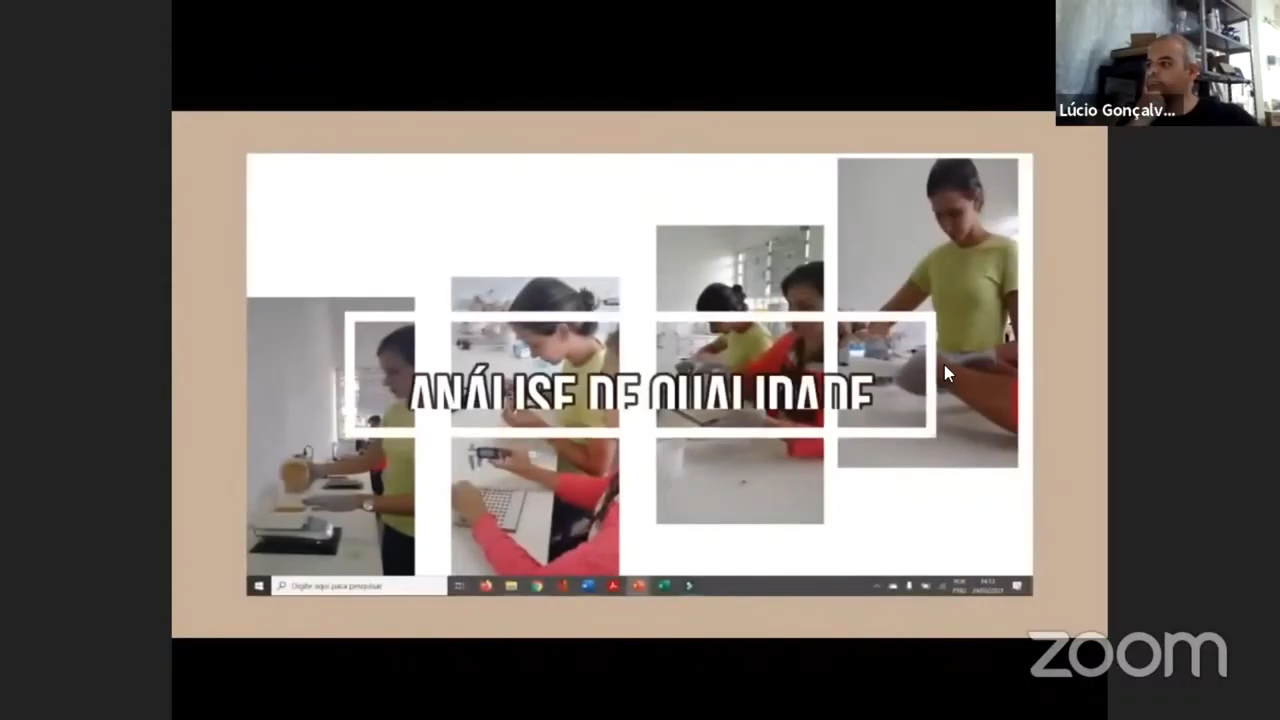 Lúcio Gonçalv...
ANÁLISE DE QUALIDADE
Digite aqui para pesquisar
zoom